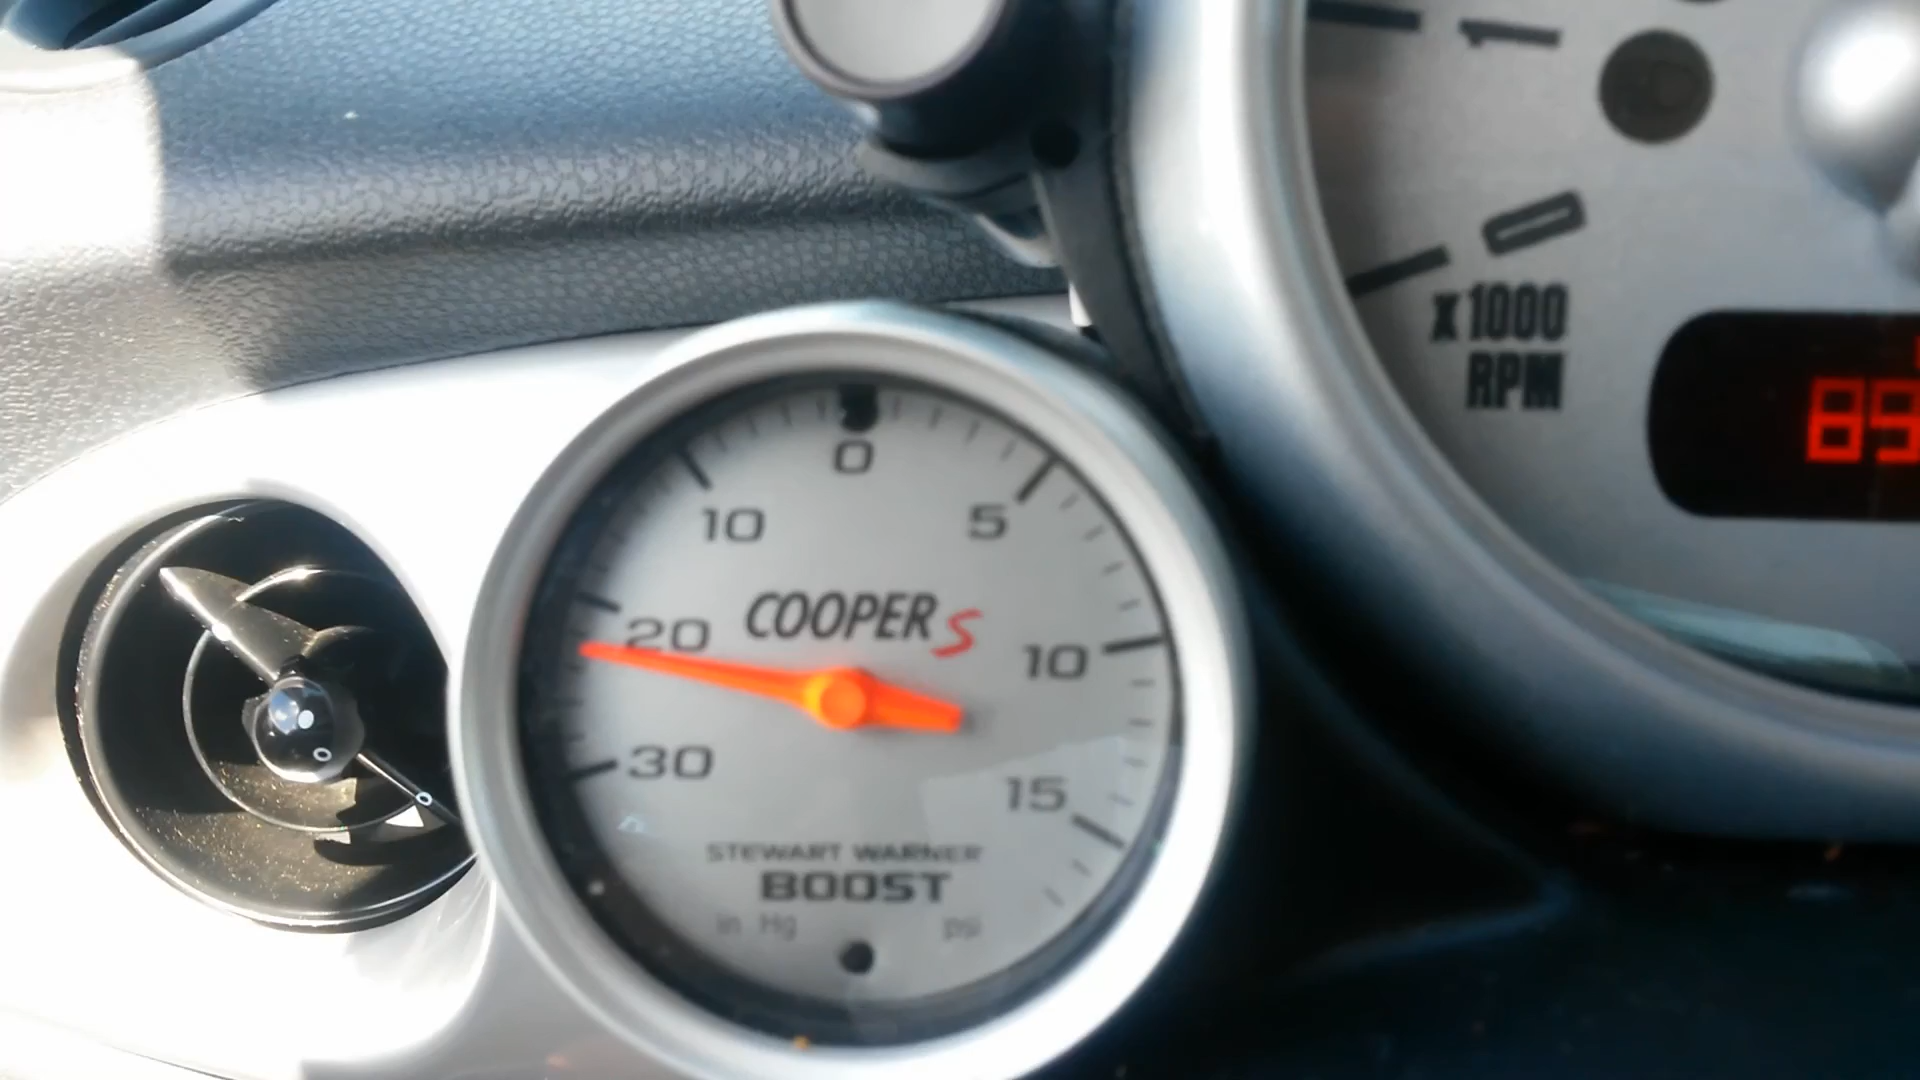 1
0
x1000
RPM
89
0
10
5
COOPER S
20
10
30
15
STEWART WARNER
BOOST
in Hg
psi